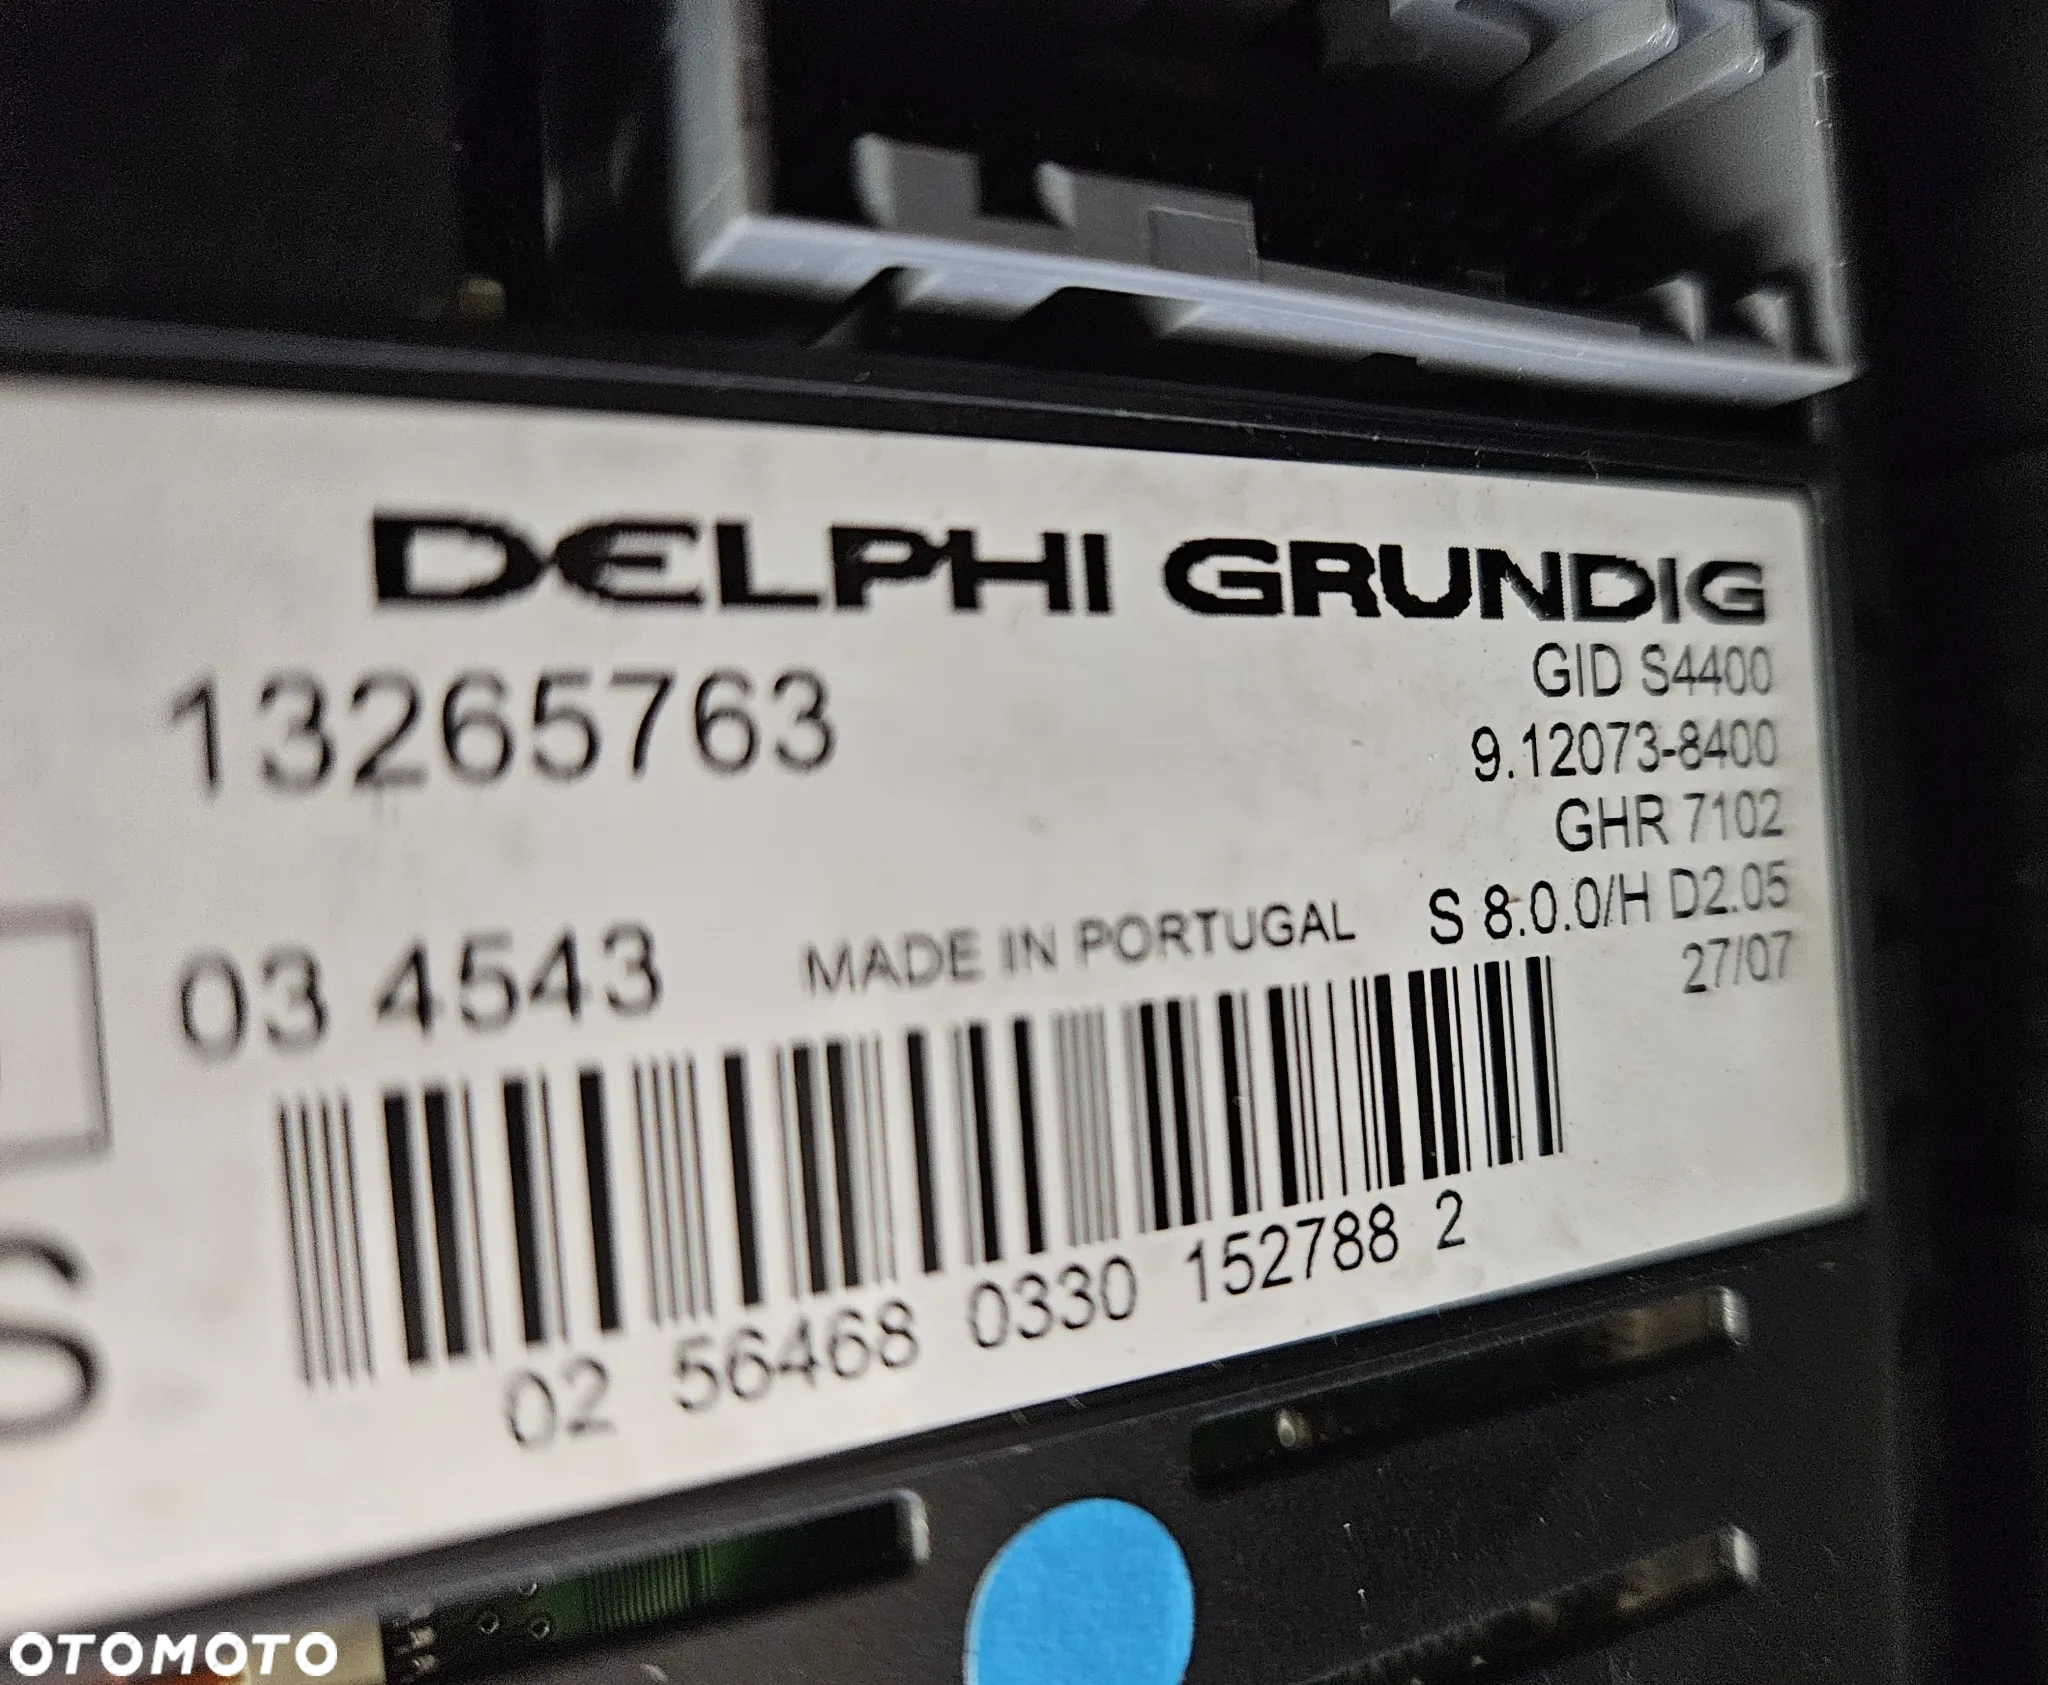 DELPHI GRUNDIG
13265763
GID S4400
9.12073-8400
GHR 7102
03 4543
MADE IN PORTUGAL
S 8.0.0/H D2.05
27/07
02 56468 0330 152788 2
OTOMOTO